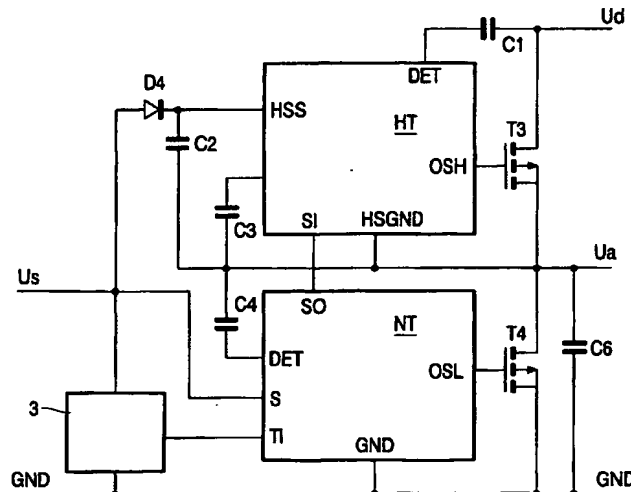 Ud
C1
DET
D4
HSS
HT
T3
C2
OSH
C3
SI
HSGND
Us
Ua
C4
SO
NT
T4
DET
OSL
C6
S
3
TI
GND
GND
GND